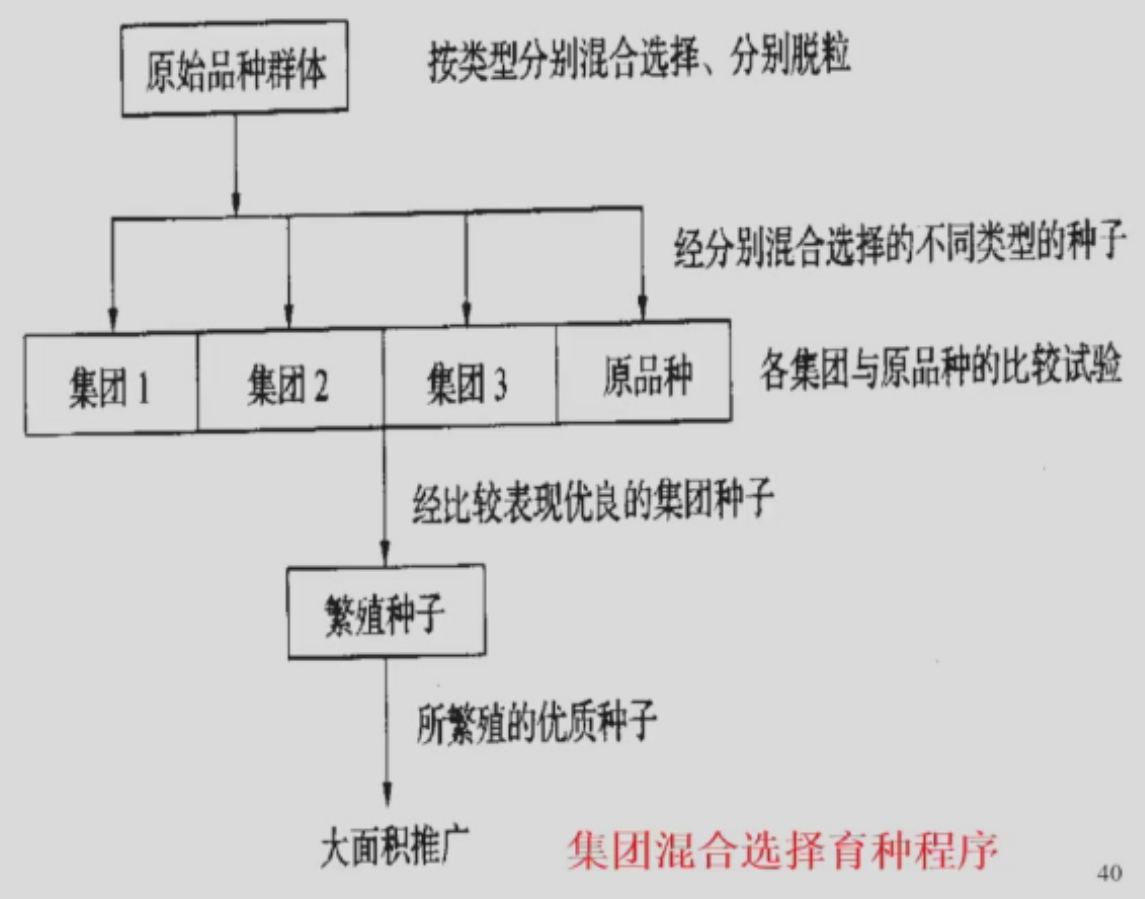 原始品种群体
按类型分别混合选择、分别脱粒
经分别混合选择的不同类型的种子
集团1
集团2
集团3
原品种
各集团与原品种的比较试验
经比较表现优良的集团种子
繁殖种子
所繁殖的优质种子
大面积推广
集团混合选择育种程序
40